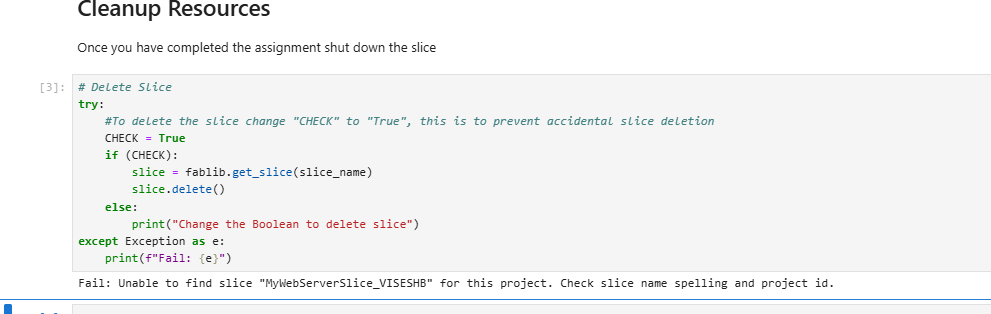 Cleanup Resources
Once you have completed the assignment shut down the slice
[3]: # Delete Slice
try:
    #To delete the slice change "CHECK" to "True", this is to prevent accidental slice deletion
    CHECK = True
    if (CHECK):
        slice = fablib.get_slice(slice_name)
        slice.delete()
    else:
        print("Change the Boolean to delete slice")
except Exception as e:
    print(f"Fail: {e}")
Fail: Unable to find slice "MyWebServerSlice_VISESHB" for this project. Check slice name spelling and project id.